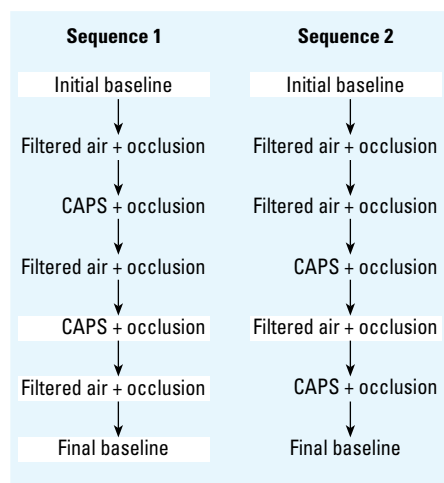 Sequence 1
Initial baseline
Filtered air + occlusion
CAPS + occlusion
Filtered air + occlusion
CAPS + occlusion
Filtered air + occlusion
Final baseline
Sequence 2
Initial baseline
Filtered air + occlusion
Filtered air + occlusion
CAPS + occlusion
Filtered air + occlusion
CAPS + occlusion
Final baseline